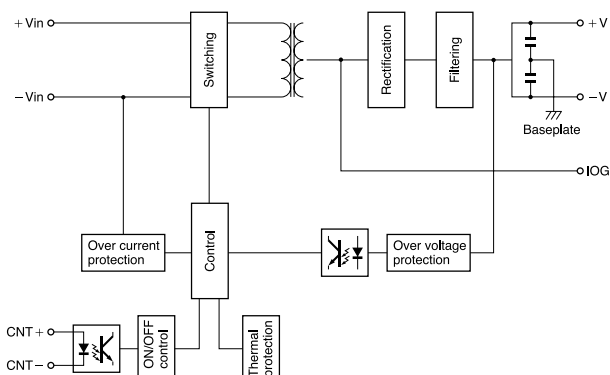 +Vin
−Vin
Switching
Rectification
Filtering
+V
−V
Baseplate
IOG
Over current
protection
Control
Over voltage
protection
CNT+
CNT−
ON/OFF
control
Thermal
protection